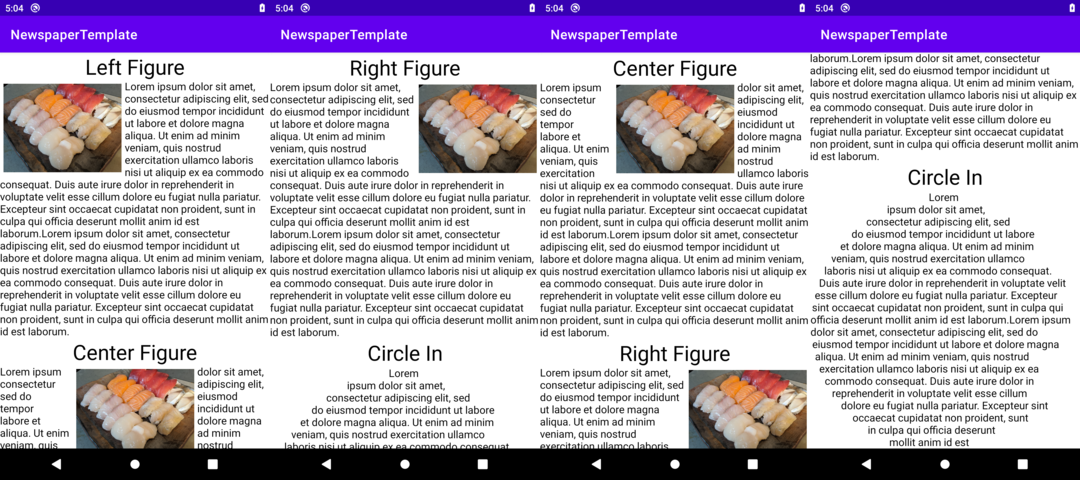 5:04
NewspaperTemplate
Left Figure
Lorem ipsum dolor sit amet,
consectetur adipiscing elit, sed
do eiusmod tempor incididunt
ut labore et dolore magna
aliqua. Ut enim ad minim
veniam, quis nostrud
exercitation ullamco laboris
nisi ut aliquip ex ea commodo
consequat. Duis aute irure dolor in reprehenderit in
voluptate velit esse cillum dolore eu fugiat nulla pariatur.
Excepteur sint occaecat cupidatat non proident, sunt in
culpa qui officia deserunt mollit anim id est
laborum.Lorem ipsum dolor sit amet, consectetur
adipiscing elit, sed do eiusmod tempor incididunt ut
labore et dolore magna aliqua. Ut enim ad minim veniam,
quis nostrud exercitation ullamco laboris nisi ut aliquip ex
ea commodo consequat. Duis aute irure dolor in
reprehenderit in voluptate velit esse cillum dolore eu
fugiat nulla pariatur. Excepteur sint occaecat cupidatat
non proident, sunt in culpa qui officia deserunt mollit anim
id est laborum.
Center Figure
Lorem ipsum dolor sit amet,
consectetur adipiscing elit,
sed do eiusmod
tempor incididunt ut
labore et dolore magna
aliqua. Ut enim ad minim
veniam, quis nostrud
5:04
NewspaperTemplate
Right Figure
Lorem ipsum dolor sit amet,
consectetur adipiscing elit, sed
do eiusmod tempor incididunt
ut labore et dolore magna
aliqua. Ut enim ad minim
veniam, quis nostrud
exercitation ullamco laboris
nisi ut aliquip ex ea commodo
consequat. Duis aute irure dolor in reprehenderit in
voluptate velit esse cillum dolore eu fugiat nulla pariatur.
Excepteur sint occaecat cupidatat non proident, sunt in
culpa qui officia deserunt mollit anim id est
laborum.Lorem ipsum dolor sit amet, consectetur
adipiscing elit, sed do eiusmod tempor incididunt ut
labore et dolore magna aliqua. Ut enim ad minim veniam,
quis nostrud exercitation ullamco laboris nisi ut aliquip ex
ea commodo consequat. Duis aute irure dolor in
reprehenderit in voluptate velit esse cillum dolore eu
fugiat nulla pariatur. Excepteur sint occaecat cupidatat
non proident, sunt in culpa qui officia deserunt mollit anim
id est laborum.
Circle In
Lorem
ipsum dolor sit amet,
consectetur adipiscing elit, sed
do eiusmod tempor incididunt ut labore
et dolore magna aliqua. Ut enim ad minim
veniam, quis nostrud exercitation ullamco
laboris nisi ut aliquip ex ea commodo consequat.
5:04
NewspaperTemplate
Center Figure
Lorem ipsum dolor sit amet,
consectetur adipiscing elit,
sed do eiusmod
tempor incididunt ut
labore et dolore magna
aliqua. Ut enim ad minim
veniam, quis nostrud
exercitation ullamco laboris
nisi ut aliquip ex ea commodo consequat. Duis aute irure
dolor in reprehenderit in voluptate velit esse cillum dolore
eu fugiat nulla pariatur. Excepteur sint occaecat cupidatat
non proident, sunt in culpa qui officia deserunt mollit anim
id est laborum.Lorem ipsum dolor sit amet, consectetur
adipiscing elit, sed do eiusmod tempor incididunt ut
labore et dolore magna aliqua. Ut enim ad minim veniam,
quis nostrud exercitation ullamco laboris nisi ut aliquip ex
ea commodo consequat. Duis aute irure dolor in
reprehenderit in voluptate velit esse cillum dolore eu
fugiat nulla pariatur. Excepteur sint occaecat cupidatat
non proident, sunt in culpa qui officia deserunt mollit anim
id est laborum.
Right Figure
Lorem ipsum dolor sit amet,
consectetur adipiscing elit, sed
do eiusmod tempor incididunt
ut labore et dolore magna
aliqua. Ut enim ad minim
veniam, quis nostrud
exercitation ullamco laboris
5:04
NewspaperTemplate
laborum.Lorem ipsum dolor sit amet, consectetur
adipiscing elit, sed do eiusmod tempor incididunt ut
labore et dolore magna aliqua. Ut enim ad minim veniam,
quis nostrud exercitation ullamco laboris nisi ut aliquip ex
ea commodo consequat. Duis aute irure dolor in
reprehenderit in voluptate velit esse cillum dolore eu
fugiat nulla pariatur. Excepteur sint occaecat cupidatat
non proident, sunt in culpa qui officia deserunt mollit anim
id est laborum.
Circle In
Lorem
ipsum dolor sit amet,
consectetur adipiscing elit, sed
do eiusmod tempor incididunt ut labore
et dolore magna aliqua. Ut enim ad minim
veniam, quis nostrud exercitation ullamco
laboris nisi ut aliquip ex ea commodo consequat.
Duis aute irure dolor in reprehenderit in voluptate velit
esse cillum dolore eu fugiat nulla pariatur. Excepteur
sint occaecat cupidatat non proident, sunt in culpa qui
officia deserunt mollit anim id est laborum.Lorem ipsum
dolor sit amet, consectetur adipiscing elit, sed do
eiusmod tempor incididunt ut labore et dolore magna
aliqua. Ut enim ad minim veniam, quis nostrud
exercitation ullamco laboris nisi ut aliquip ex ea
commodo consequat. Duis aute irure dolor in
reprehenderit in voluptate velit esse cillum
dolore eu fugiat nulla pariatur. Excepteur sint
occaecat cupidatat non proident, sunt
in culpa qui officia deserunt
mollit anim id est